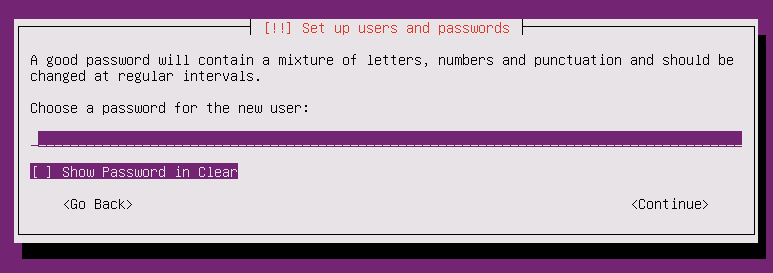 [!!] Set up users and passwords
A good password will contain a mixture of letters, numbers and punctuation and should be
changed at regular intervals.
Choose a password for the new user:
[ ] Show Password in Clear
<Go Back> <Continue>